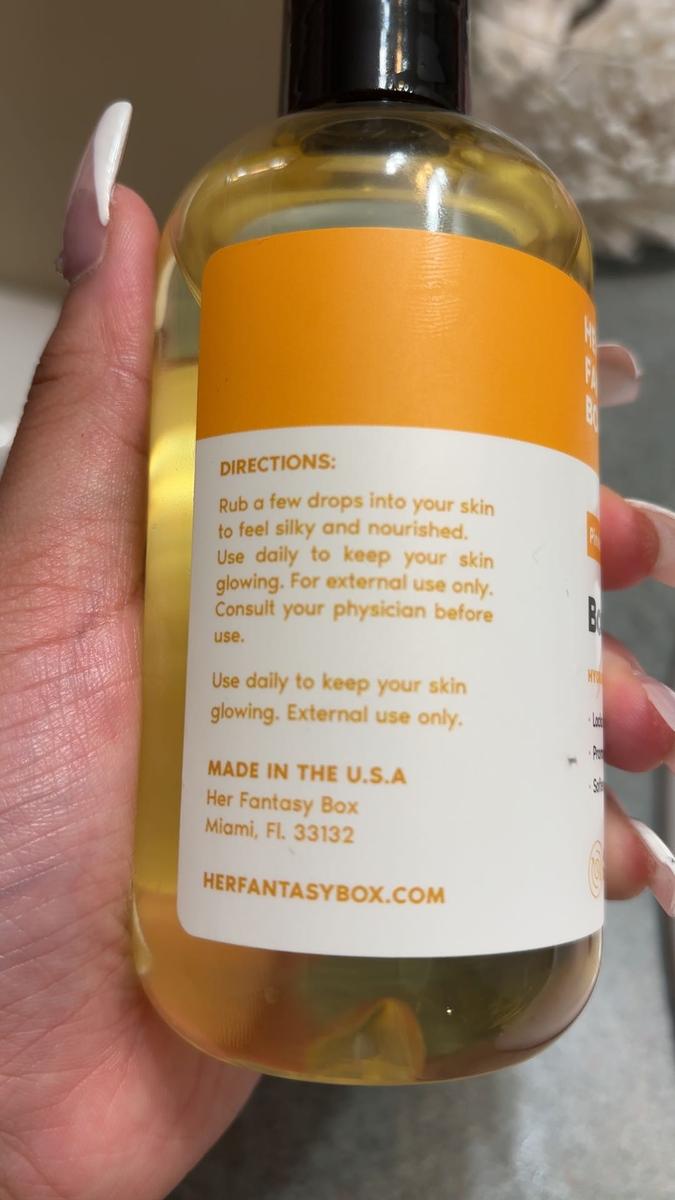 DIRECTIONS:
Rub a few drops into your skin
to feel silky and nourished.
Use daily to keep your skin
glowing. For external use only.
Consult your physician before
use.
Use daily to keep your skin
glowing. External use only.
MADE IN THE U.S.A
Her Fantasy Box
Miami, Fl. 33132
HERFANTASYBOX.COM